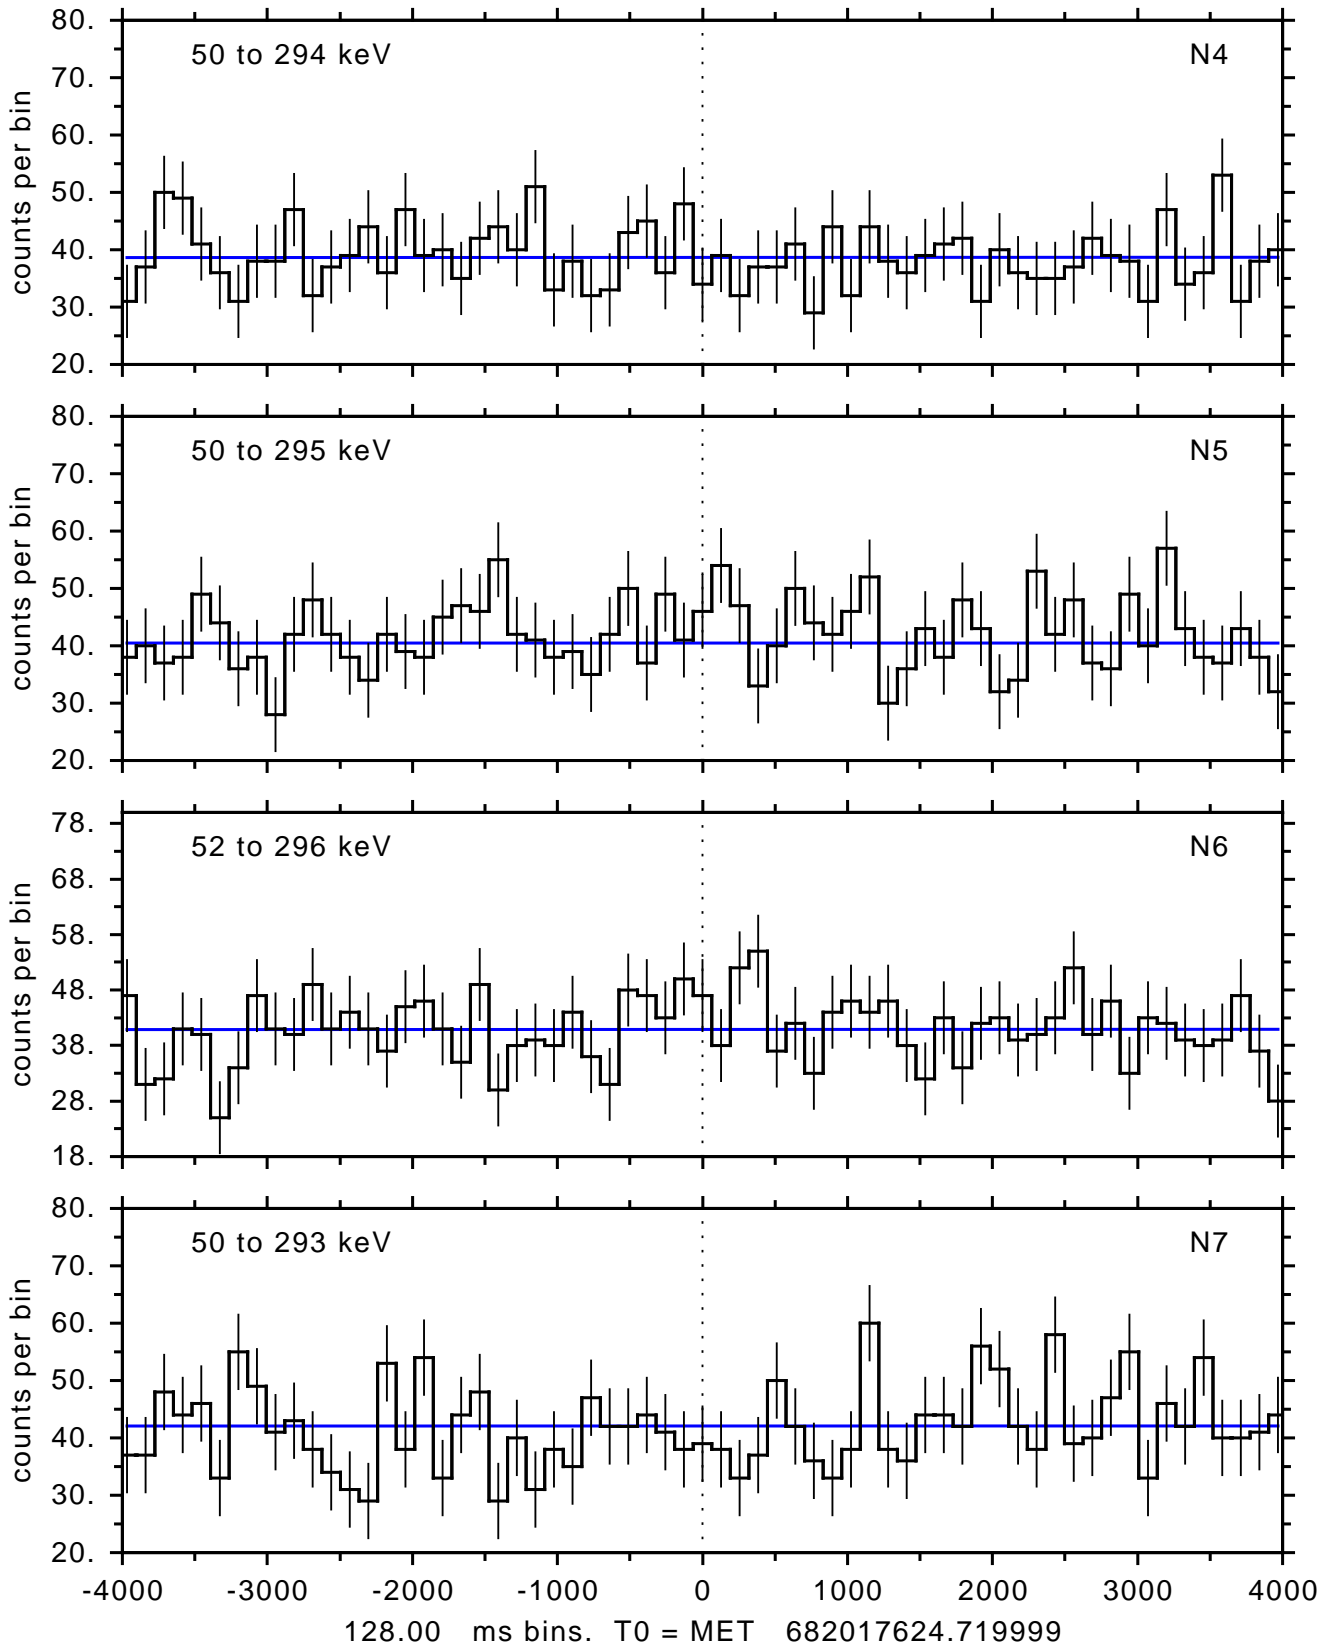 80.
50 to 294 keV N4
70.
60.
50.
40.
30.
20.
counts per bin
80.
50 to 295 keV N5
70.
60.
50.
40.
30.
20.
counts per bin
78.
52 to 296 keV N6
68.
58.
48.
38.
28.
18.
counts per bin
80.
50 to 293 keV N7
70.
60.
50.
40.
30.
20.
counts per bin
-4000 -3000 -2000 -1000 0 1000 2000 3000 4000
128.00 ms bins. T0 = MET 682017624.719999